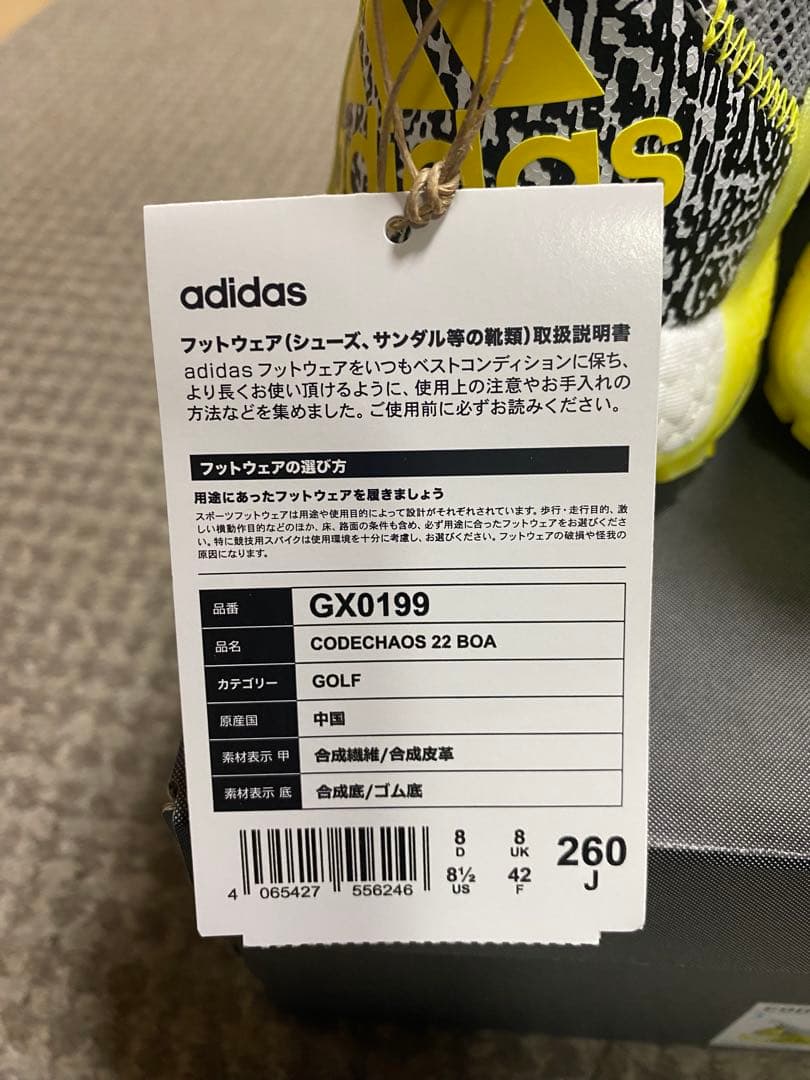 adidas
adidas
フットウェア(シューズ、サンダル等の靴類)取扱説明書
adidas フットウェアをいつもベストコンディションに保ち、
より長くお使い頂けるように、使用上の注意やお手入れの
方法などを集めました。ご使用前に必ずお読みください。
フットウェアの選び方
用途にあったフットウェアを履きましょう
スポーツフットウェアは用途や使用目的によって設計がそれぞれされています。歩行・走行目的、激
しい横動作目的などのほか、床、路面の条件も含め、必ず用途に合ったフットウェアをお選びくださ
い。特に競技用スパイクは使用環境を十分に考慮し、お選びください。フットウェアの破損や怪我の
原因になります。
品番 GX0199
品名 CODECHAOS 22 BOA
カテゴリー GOLF
原産国 中国
素材表示 甲 合成繊維/合成皮革
素材表示 底 合成底/ゴム底
8 D 8 UK 260 J
8½ US 42 F
4 065427 556246